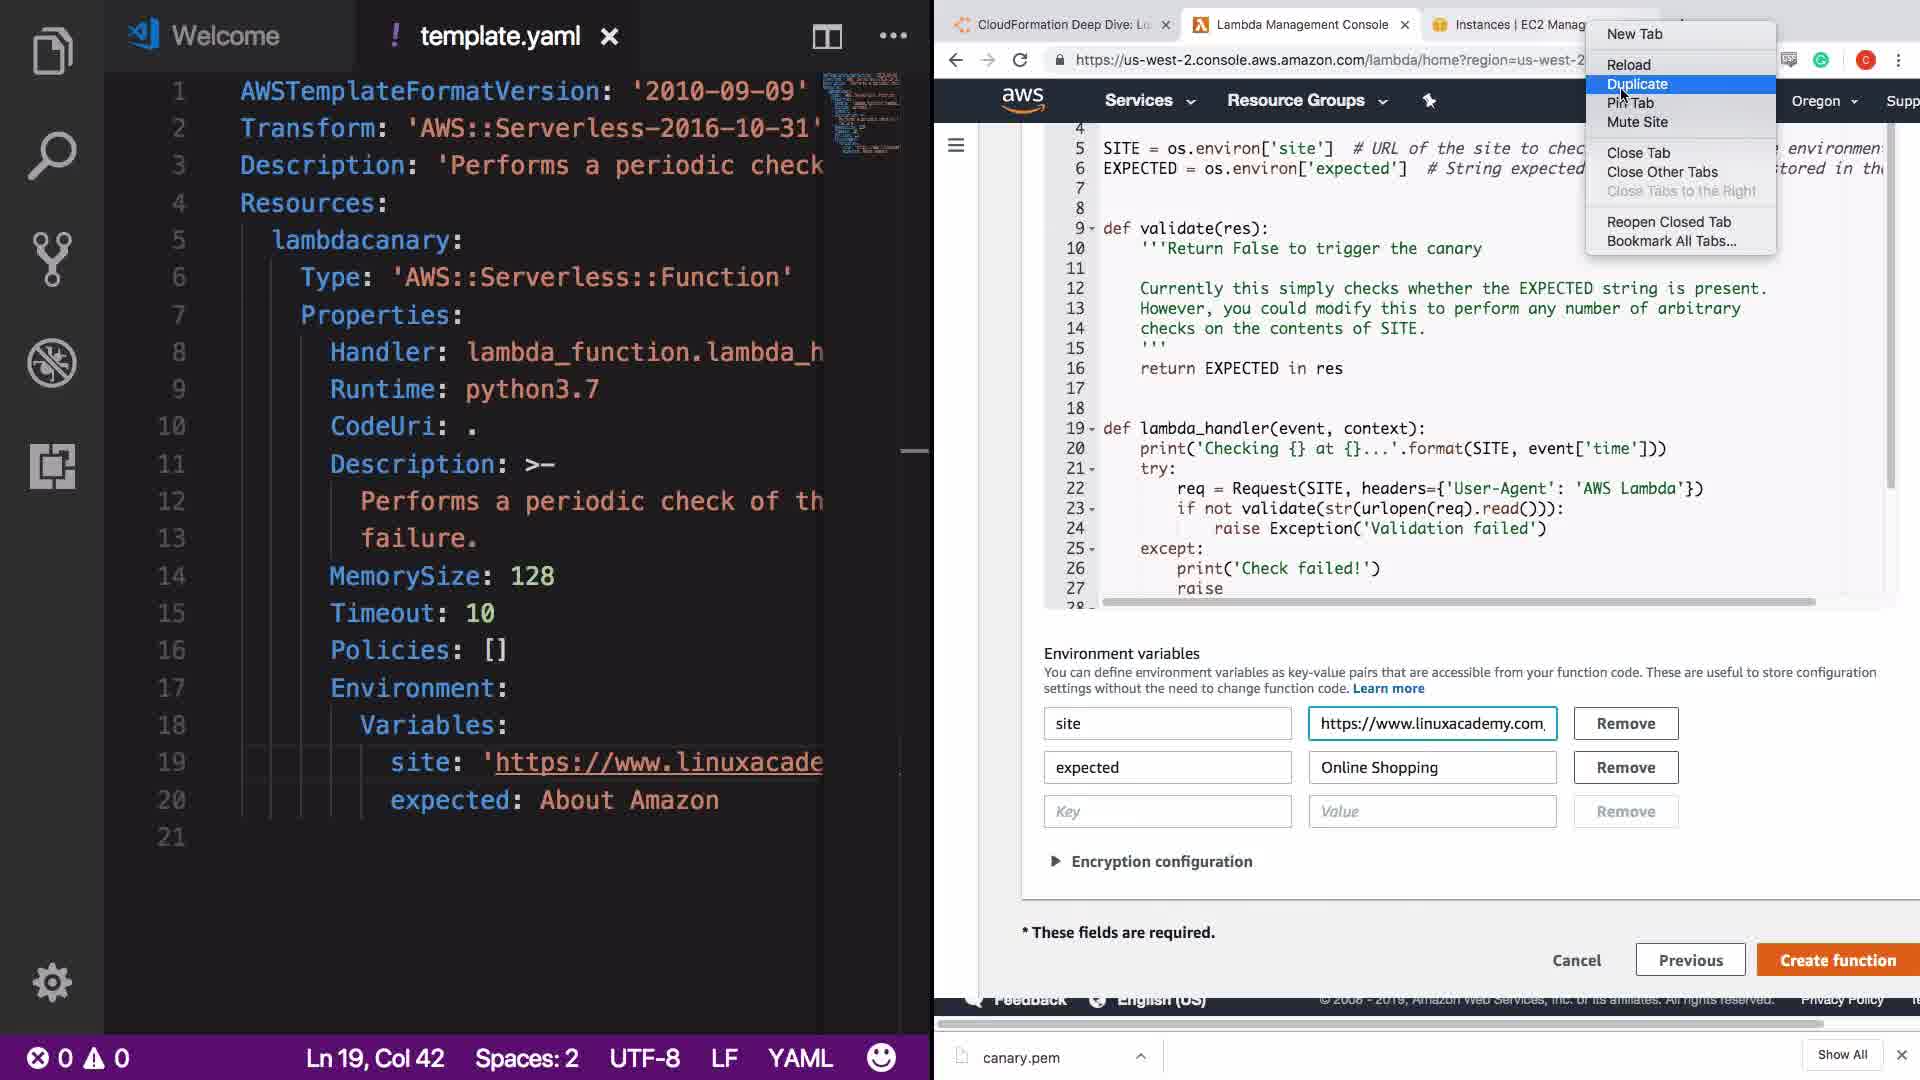 Welcome
! template.yaml
1 AWSTemplateFormatVersion: '2010-09-09'
2 Transform: 'AWS::Serverless-2016-10-31'
3 Description: 'Performs a periodic check
4 Resources:
5 lambdacanary:
6 Type: 'AWS::Serverless::Function'
7 Properties:
8 Handler: lambda_function.lambda_h
9 Runtime: python3.7
10 CodeUri: .
11 Description: >-
12 Performs a periodic check of th
13 failure.
14 MemorySize: 128
15 Timeout: 10
16 Policies: []
17 Environment:
18 Variables:
19 site: 'https://www.linuxacade
20 expected: About Amazon
21
0 0 Ln 19, Col 42 Spaces: 2 UTF-8 LF YAML
CloudFormation Deep Dive: L
Lambda Management Console
Instances | EC2 Manag
https://us-west-2.console.aws.amazon.com/lambda/home?region=us-west-2
C
New Tab
Reload
Duplicate
Pin Tab
Mute Site
Close Tab
Close Other Tabs
Close Tabs to the Right
Reopen Closed Tab
Bookmark All Tabs...
aws Services Resource Groups Oregon Supp
4
5 SITE = os.environ['site'] # URL of the site to chec environmen
6 EXPECTED = os.environ['expected'] # String expected tored in the
7
8
9 def validate(res):
10 '''Return False to trigger the canary
11
12 Currently this simply checks whether the EXPECTED string is present.
13 However, you could modify this to perform any number of arbitrary
14 checks on the contents of SITE.
15 '''
16 return EXPECTED in res
17
18
19 def lambda_handler(event, context):
20 print('Checking {} at {}...'.format(SITE, event['time']))
21 try:
22 req = Request(SITE, headers={'User-Agent': 'AWS Lambda'})
23 if not validate(str(urlopen(req).read())):
24 raise Exception('Validation failed')
25 except:
26 print('Check failed!')
27 raise
28
Environment variables
You can define environment variables as key-value pairs that are accessible from your function code. These are useful to store configuration
settings without the need to change function code. Learn more
site https://www.linuxacademy.com, Remove
expected Online Shopping Remove
Key Value Remove
Encryption configuration
* These fields are required.
Cancel Previous Create function
Feedback English (US) © 2008 - 2019, Amazon Web Services, Inc. or its affiliates. All rights reserved. Privacy Policy
canary.pem Show All